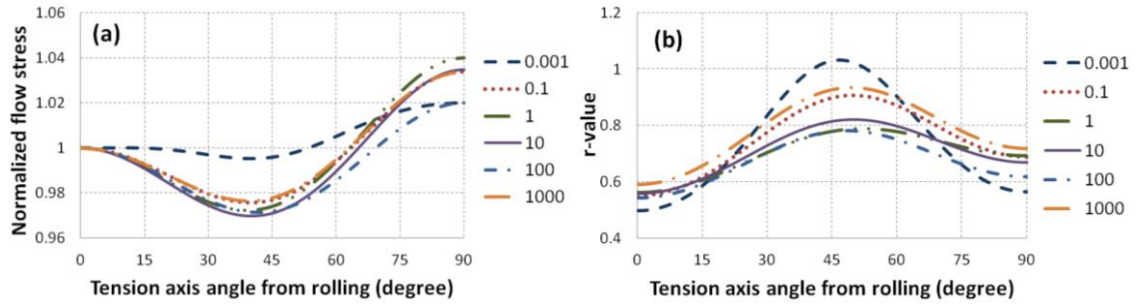 (a)
Normalized flow stress
1.06
1.04
1.02
1
0.98
0.96
0 15 30 45 60 75 90
Tension axis angle from rolling (degree)
0.001
0.1
1
10
100
1000
(b)
r-value
1.2
1
0.8
0.6
0.4
0 15 30 45 60 75 90
Tension axis angle from rolling (degree)
0.001
0.1
1
10
100
1000